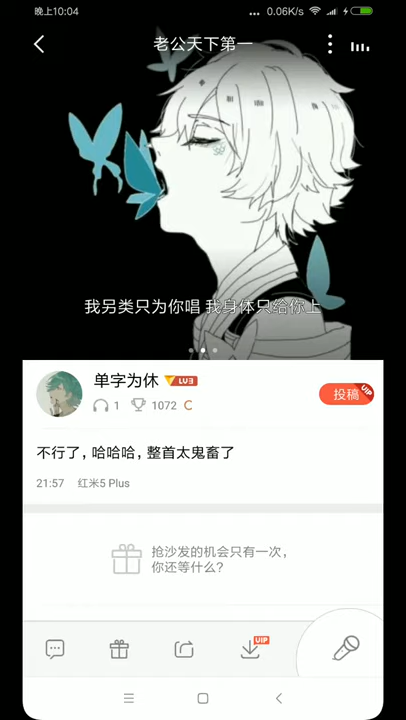 晚上10:04
... 0.06K/s
老公天下第一
我另类只为你唱 我身体只给你上
单字为休 LV3
1 1072 C
投稿 VIP
不行了，哈哈哈，整首太鬼畜了
21:57 红米5 Plus
抢沙发的机会只有一次，
你还等什么？
VIP